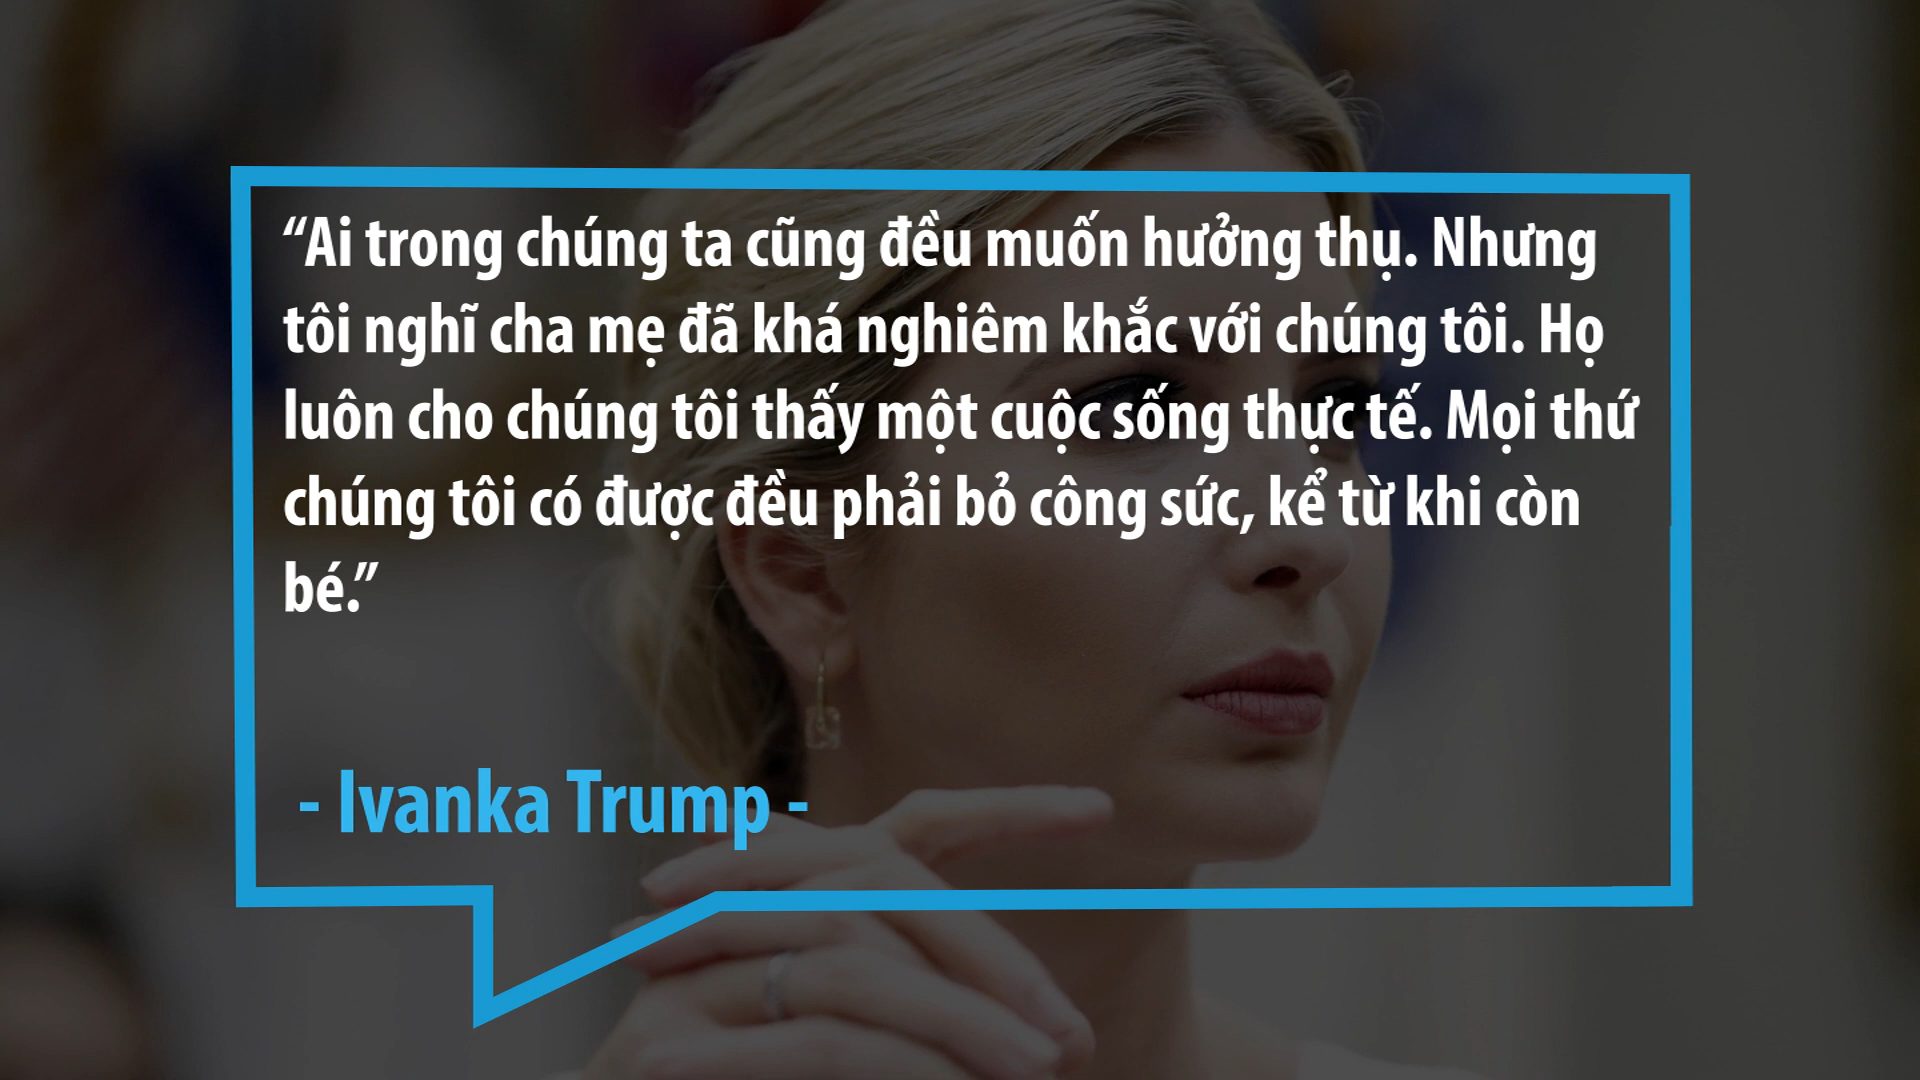 “Ai trong chúng ta cũng đều muốn hưởng thụ. Nhưng
tôi nghĩ cha mẹ đã khá nghiêm khắc với chúng tôi. Họ
luôn cho chúng tôi thấy một cuộc sống thực tế. Mọi thứ
chúng tôi có được đều phải bỏ công sức, kể từ khi còn
bé.”
- Ivanka Trump -